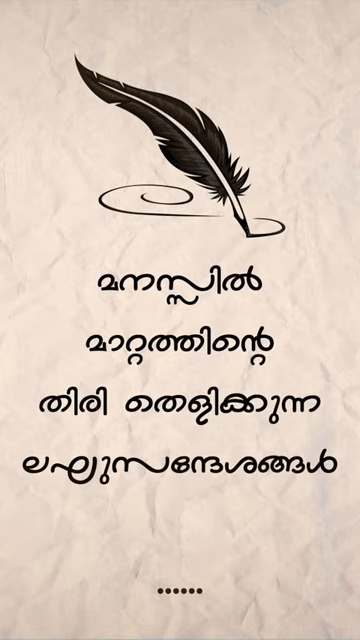 മനസ്സിൽ
മാറ്റത്തിന്റെ
തിരി തെളിക്കുന്ന
ലഘുസന്ദേശങ്ങൾ
......